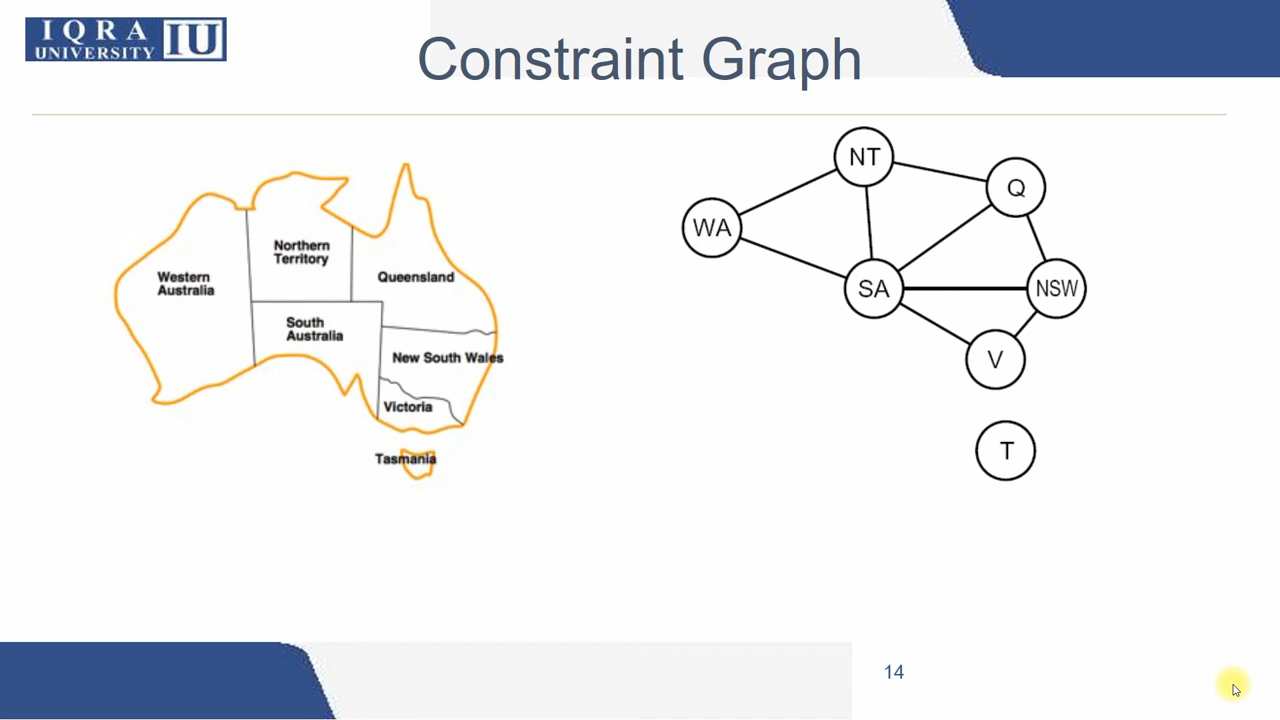 IQRA
UNIVERSITY
IU
Constraint Graph
Western
Australia
Northern
Territory
Queensland
South
Australia
New South Wales
Victoria
Tasmania
NT
Q
WA
SA
NSW
V
T
14